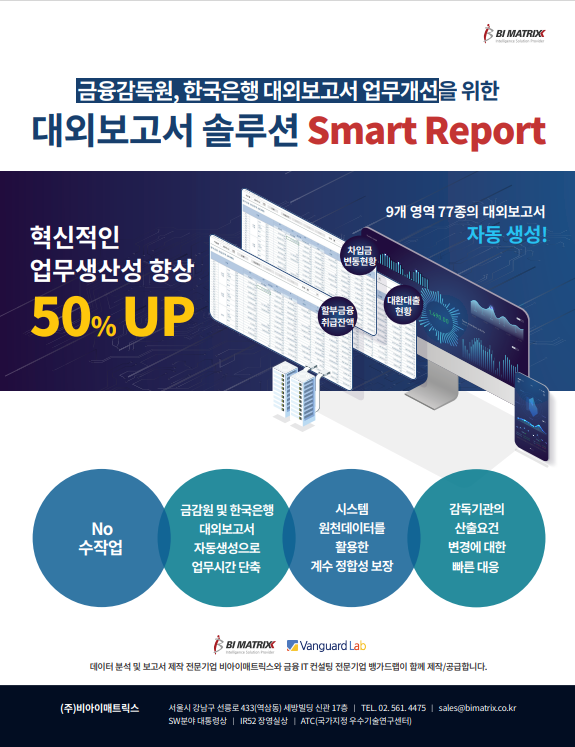 BI MATRIX
Intelligence Solution Provider
금융감독원, 한국은행 대외보고서 업무개선을 위한
대외보고서 솔루션 Smart Report
9개 영역 77종의 대외보고서
자동 생성!
혁신적인
업무생산성 향상
50% UP
차입금
변동현황
대환대출
현황
할부금융
취급잔액
No
수작업
금감원 및 한국은행
대외보고서
자동생성으로
업무시간 단축
시스템
원천데이터를
활용한
계수 정합성 보장
감독기관의
산출요건
변경에 대한
빠른 대응
BI MATRIX
Intelligence Solution Provider
Vanguard Lab
데이터 분석 및 보고서 제작 전문기업 비아이매트릭스와 금융 IT 컨설팅 전문기업 뱅가드랩이 함께 제작/공급합니다.
(주)비아이매트릭스
서울시 강남구 선릉로 433(역삼동) 세방빌딩 신관 17층 | TEL. 02. 561. 4475 | sales@bimatrix.co.kr
SW분야 대통령상 | IR52 장영실상 | ATC(국가지정 우수기술연구센터)